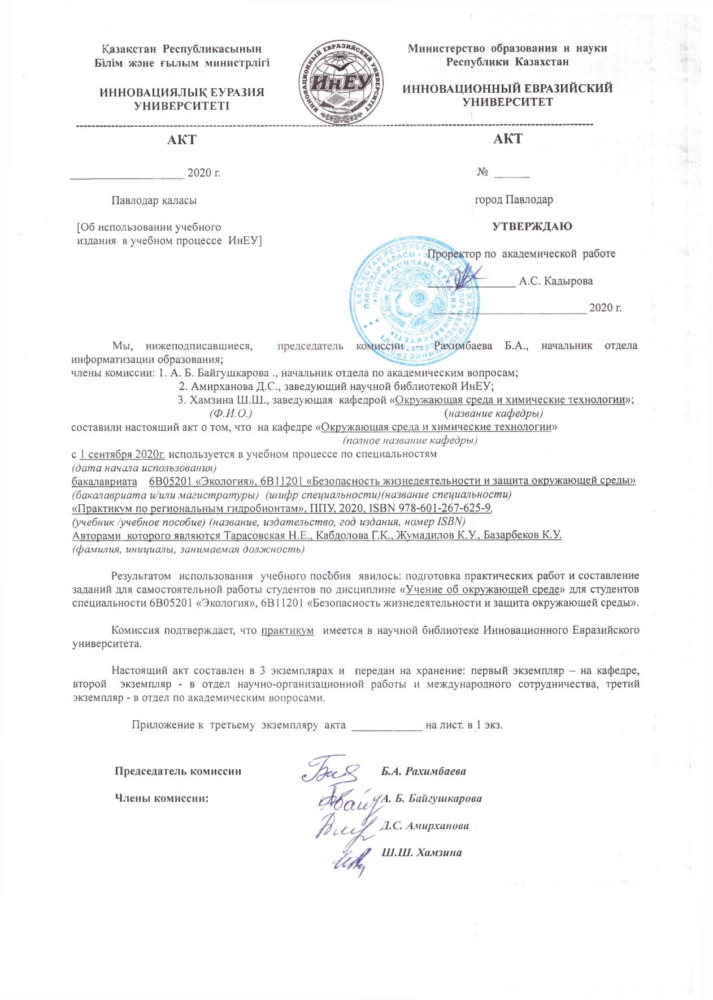 Қазақстан Республикасының
Білім және ғылым министрлігі
ИННОВАЦИЯЛЫҚ ЕУРАЗИЯ
УНИВЕРСИТЕТІ
ИННОВАЦИОННЫЙ ЕВРАЗИЙСКИЙ УНИВЕРСИТЕТ
ИнЕУ
Министерство образования и науки
Республики Казахстан
ИННОВАЦИОННЫЙ ЕВРАЗИЙСКИЙ
УНИВЕРСИТЕТ
АКТ
АКТ
___________________ 2020 г.
№ ______
Павлодар қаласы
город Павлодар
[Об использовании учебного
издания в учебном процессе ИнЕУ]
УТВЕРЖДАЮ
Проректор по академической работе
_______________ А.С. Кадырова
__________________________ 2020 г.
Мы, нижеподписавшиеся, председатель комиссии – Рахимбаева Б.А., начальник отдела
информатизации образования;
члены комиссии: 1. А. Б. Байгушкарова ., начальник отдела по академическим вопросам;
2. Амирханова Д.С., заведующий научной библиотекой ИнЕУ;
3. Хамзина Ш.Ш., заведующая кафедрой «Окружающая среда и химические технологии»;
(Ф.И.О.) (название кафедры)
составили настоящий акт о том, что на кафедре «Окружающая среда и химические технологии»
(полное название кафедры)
с 1 сентября 2020г. используется в учебном процессе по специальностям
(дата начала использования)
бакалавриата 6В05201 «Экология», 6В11201 «Безопасность жизнедеятельности и защита окружающей среды»
(бакалавриата и/или магистратуры) (шифр специальности)(название специальности)
«Практикум по региональным гидробионтам», ППУ, 2020, ISBN 978-601-267-625-9,
(учебник /учебное пособие) (название, издательство, год издания, номер ISBN)
Авторами которого являются Тарасовская Н.Е., Кабдолова Г.К., Жумадилов К.У., Базарбеков К.У.
(фамилия, инициалы, занимаемая должность)
Результатом использования учебного пособия явилось: подготовка практических работ и составление
заданий для самостоятельной работы студентов по дисциплине «Учение об окружающей среде» для студентов
специальности 6В05201 «Экология», 6В11201 «Безопасность жизнедеятельности и защита окружающей среды».
Комиссия подтверждает, что практикум имеется в научной библиотеке Инновационного Евразийского
университета.
Настоящий акт составлен в 3 экземплярах и передан на хранение: первый экземпляр – на кафедре,
второй экземпляр - в отдел научно-организационной работы и международного сотрудничества, третий
экземпляр - в отдел по академическим вопросами.
Приложение к третьему экземпляру акта ____________ на лист. в 1 экз.
Председатель комиссии Б.А. Рахимбаева
Члены комиссии: А. Б. Байгушкарова
Д.С. Амирханова
Ш.Ш. Хамзина